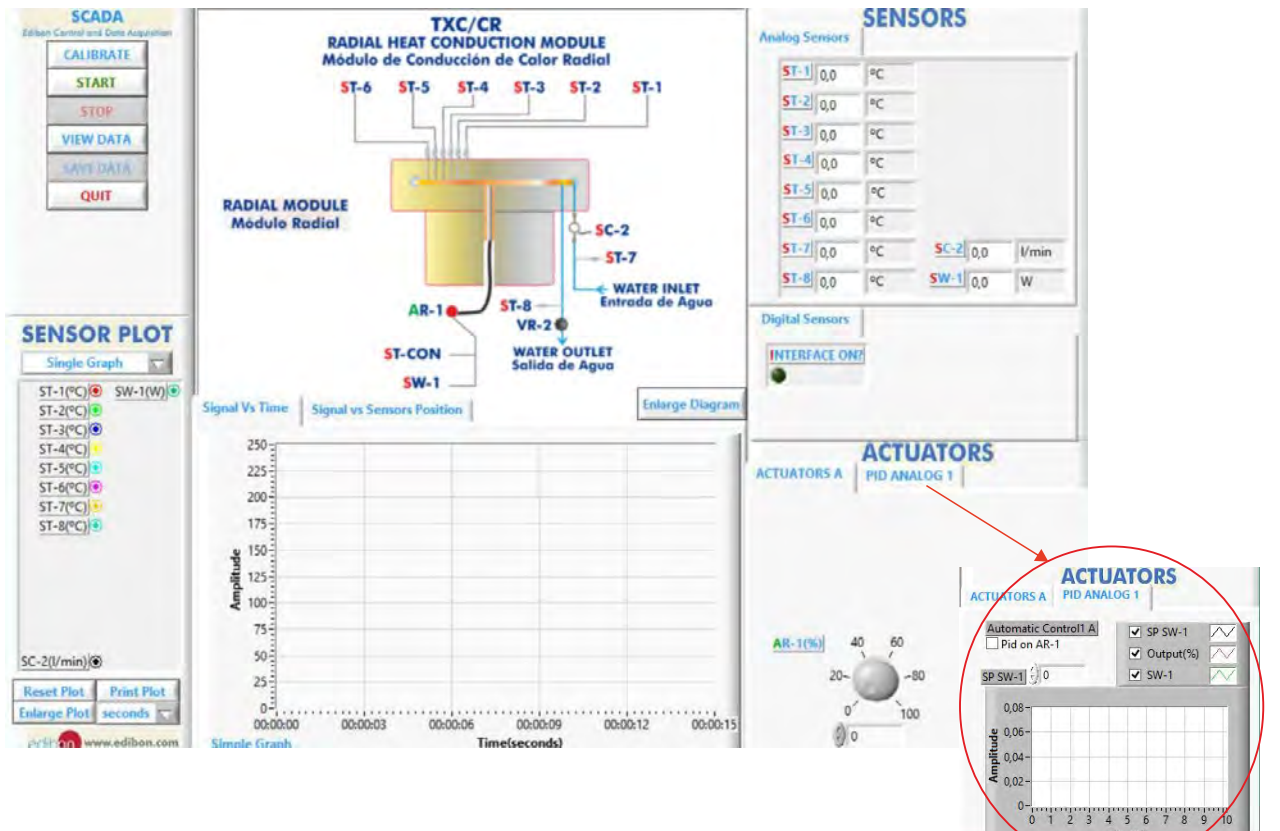 SCADA
Edibon Control and Data Acquisition
CALIBRATE
START
STOP
VIEW DATA
SAVE DATA
QUIT
TXC/CR
RADIAL HEAT CONDUCTION MODULE
Módulo de Conducción de Calor Radial
ST-6 ST-5 ST-4 ST-3 ST-2 ST-1
RADIAL MODULE
Módulo Radial
SC-2
ST-7
WATER INLET
Entrada de Agua
AR-1
ST-8
VR-2
ST-CON
WATER OUTLET
Salida de Agua
SW-1
Enlarge Diagram
SENSORS
Analog Sensors
ST-1 0,0 ºC
ST-2 0,0 ºC
ST-3 0,0 ºC
ST-4 0,0 ºC
ST-5 0,0 ºC
ST-6 0,0 ºC
ST-7 0,0 ºC SC-2 0,0 l/min
ST-8 0,0 ºC SW-1 0,0 W
Digital Sensors
INTERFACE ON?
SENSOR PLOT
Single Graph
ST-1(ºC) SW-1(W)
ST-2(ºC)
ST-3(ºC)
ST-4(ºC)
ST-5(ºC)
ST-6(ºC)
ST-7(ºC)
ST-8(ºC)
SC-2(l/min)
Reset Plot Print Plot
Enlarge Plot seconds
edibon www.edibon.com
Signal Vs Time Signal vs Sensors Position
Amplitude
250
225
200
175
150
125
100
75
50
25
0
00:00:00 00:00:03 00:00:06 00:00:09 00:00:12 00:00:15
Simple Graph Time(seconds)
ACTUATORS
ACTUATORS A PID ANALOG 1
AR-1(%)
40 60
20 80
0 100
0
ACTUATORS
ACTUATORS A PID ANALOG 1
Automatic Control1 A
Pid on AR-1
SP SW-1 0
SP SW-1
Output(%)
SW-1
Amplitude
0,08
0,06
0,04
0,02
0
0 1 2 3 4 5 6 7 8 9 10